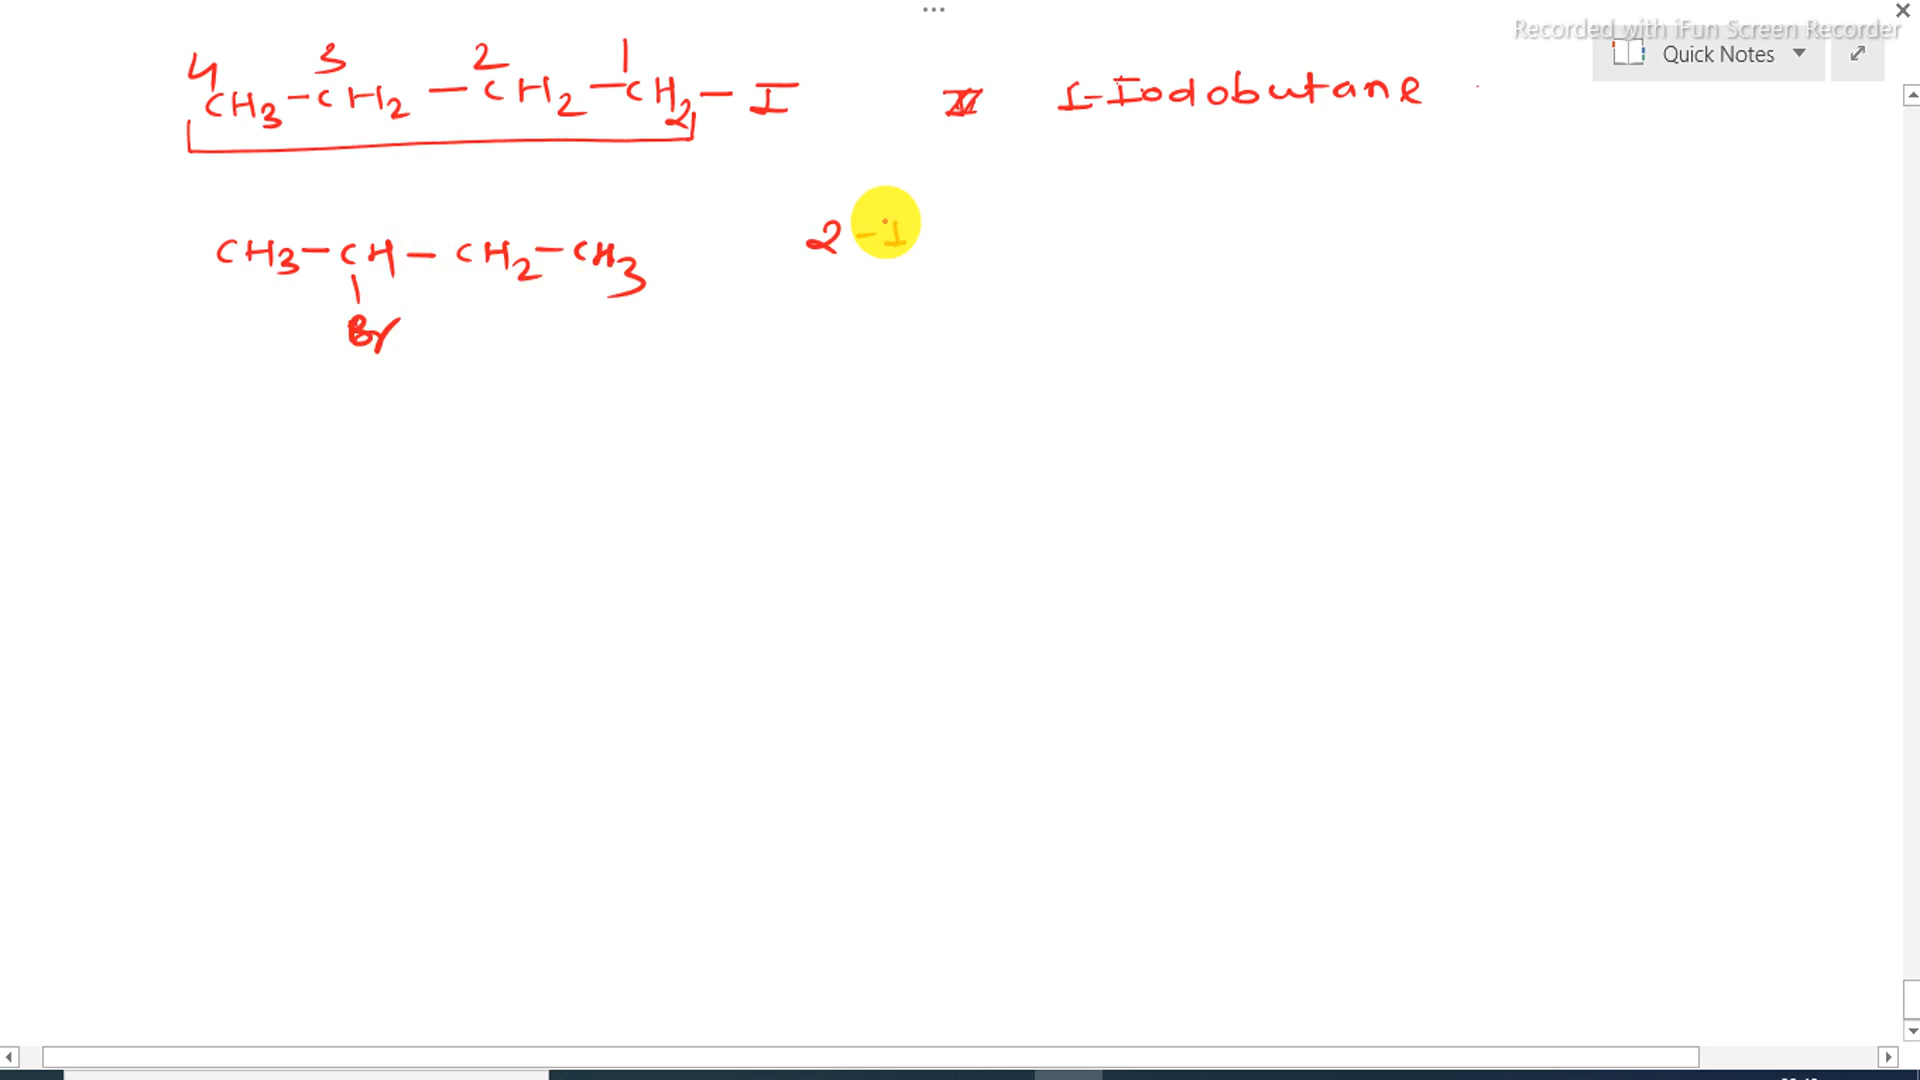 Recorded with iFun Screen Recorder
Quick Notes
4 3 2 1
CH3-CH2-CH2-CH2-I 1-Iodobutane
CH3-CH-CH2-CH3 2-I
Br